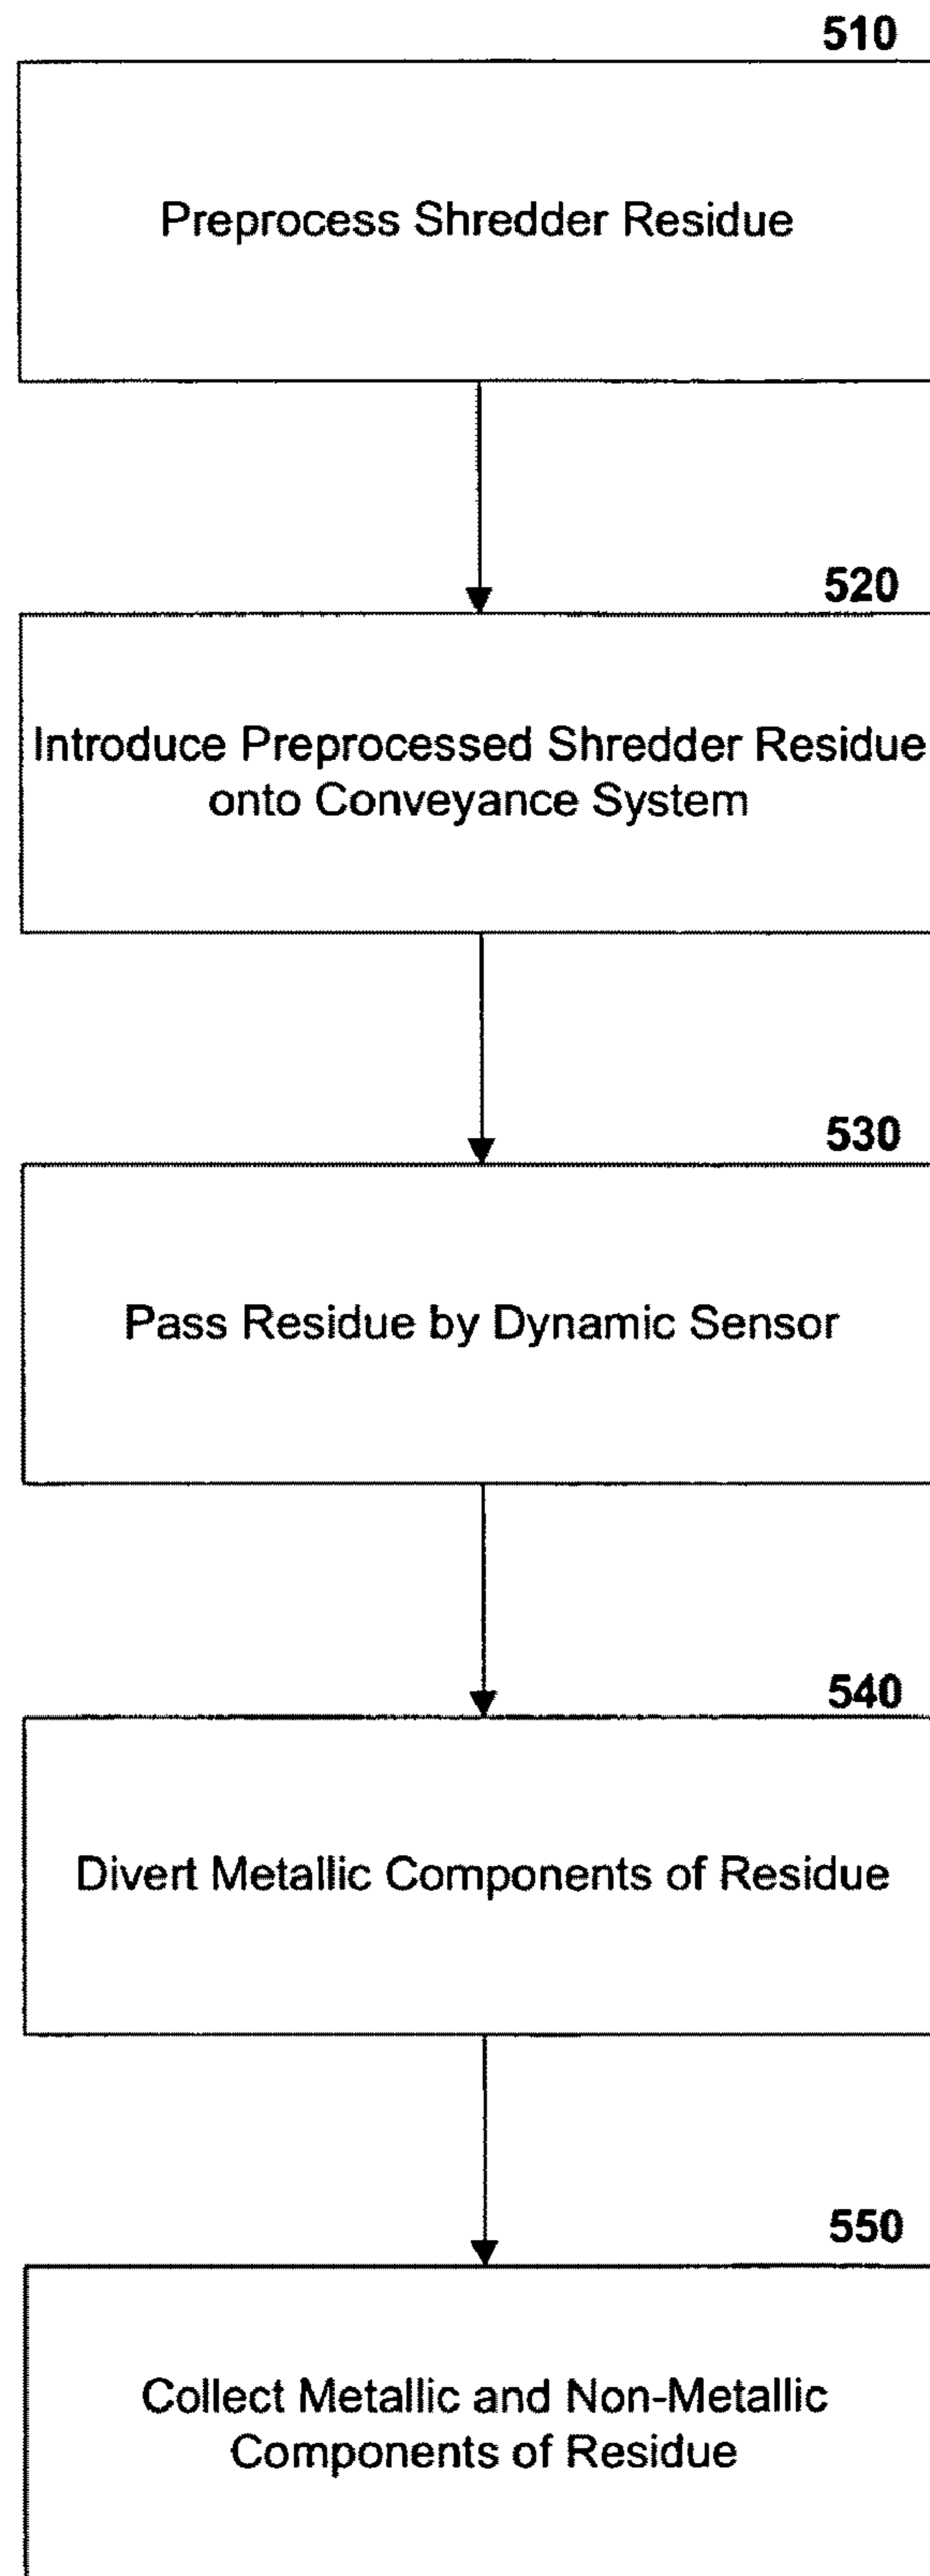 510
Preprocess Shredder Residue
520
Introduce Preprocessed Shredder Residue
onto Conveyance System
530
Pass Residue by Dynamic Sensor
540
Divert Metallic Components of Residue
550
Collect Metallic and Non-Metallic
Components of Residue